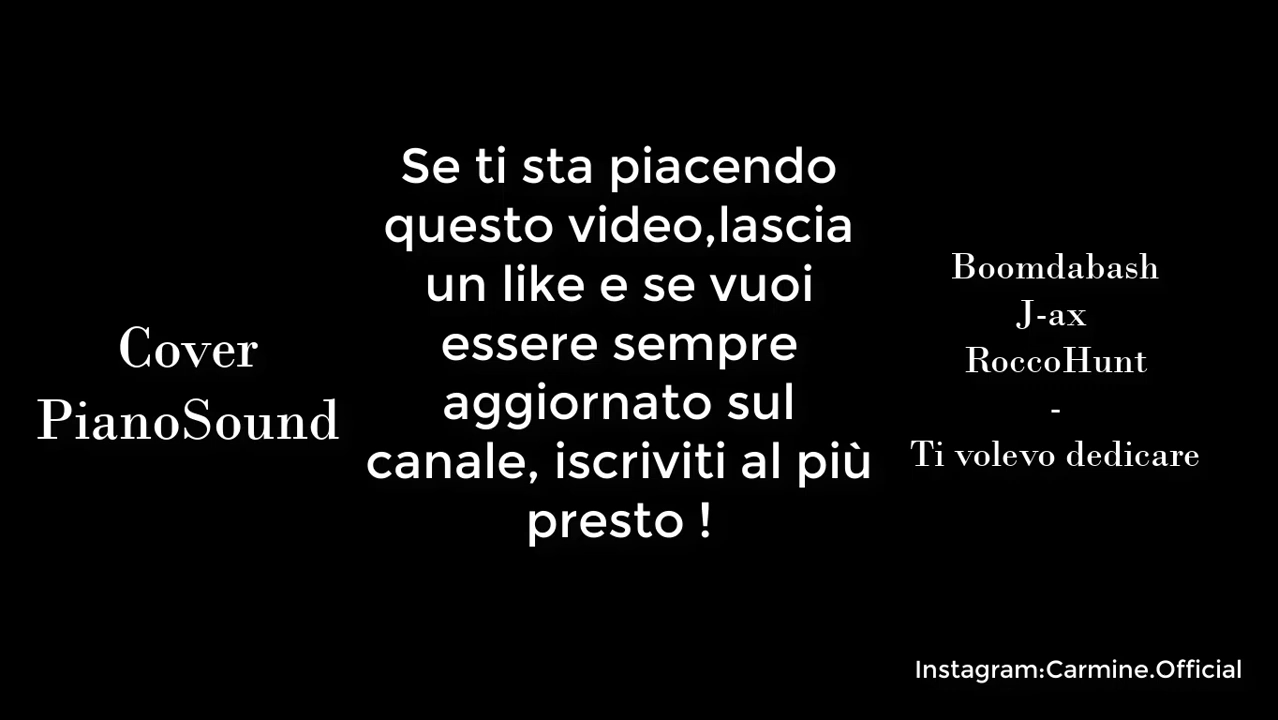 Cover
PianoSound
Se ti sta piacendo
questo video,lascia
un like e se vuoi
essere sempre
aggiornato sul
canale, iscriviti al più
presto !
Boomdabash
J-ax
RoccoHunt
-
Ti volevo dedicare
Instagram:Carmine.Official